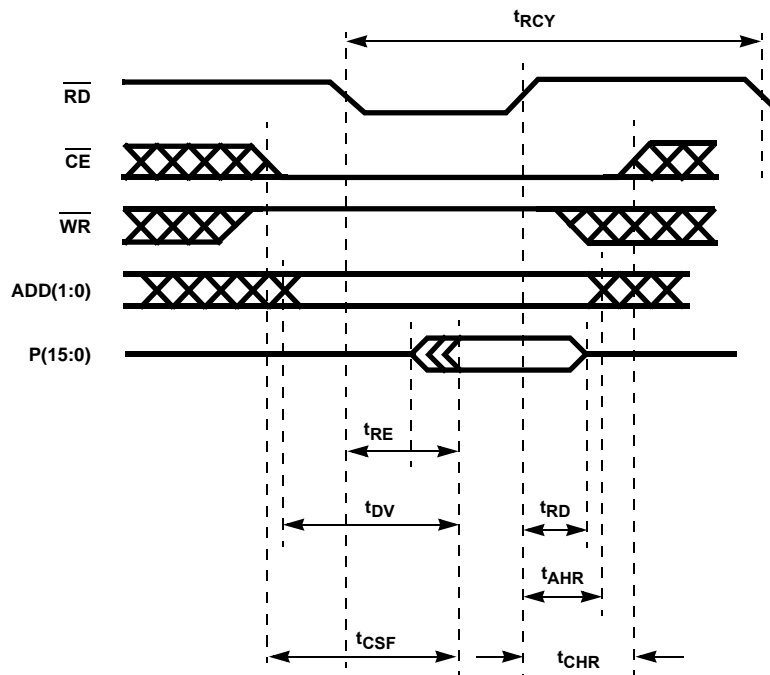 tRCY
RD
CE
WR
ADD(1:0)
P(15:0)
tRE
tDV
tRD
tAHR
tCSF
tCHR